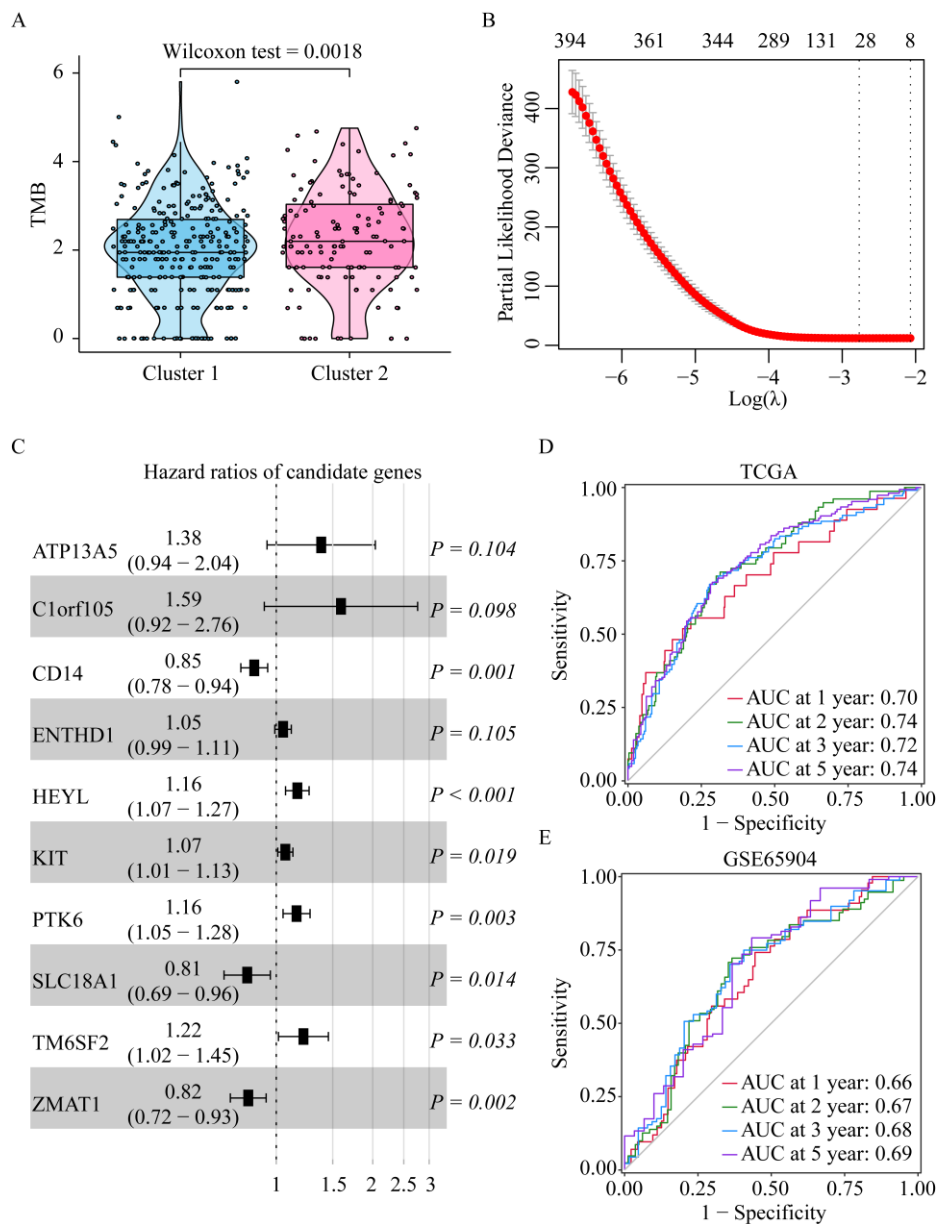 A
Wilcoxon test = 0.0018
TMB
6
4
2
0
Cluster 1
Cluster 2
B
394 361 344 289 131 28 8
Partial Likelihood Deviance
400
300
200
100
0
−6 −5 −4 −3 −2
Log(λ)
C
Hazard ratios of candidate genes
ATP13A5 1.38 (0.94 − 2.04) P = 0.104
C1orf105 1.59 (0.92 − 2.76) P = 0.098
CD14 0.85 (0.78 − 0.94) P = 0.001
ENTHD1 1.05 (0.99 − 1.11) P = 0.105
HEYL 1.16 (1.07 − 1.27) P < 0.001
KIT 1.07 (1.01 − 1.13) P = 0.019
PTK6 1.16 (1.05 − 1.28) P = 0.003
SLC18A1 0.81 (0.69 − 0.96) P = 0.014
TM6SF2 1.22 (1.02 − 1.45) P = 0.033
ZMAT1 0.82 (0.72 − 0.93) P = 0.002
1 1.5 2 2.5 3
D
TCGA
Sensitivity
1.00
0.75
0.50
0.25
0.00
AUC at 1 year: 0.70
AUC at 2 year: 0.74
AUC at 3 year: 0.72
AUC at 5 year: 0.74
0.00 0.25 0.50 0.75 1.00
1 − Specificity
E
GSE65904
Sensitivity
1.00
0.75
0.50
0.25
0.00
AUC at 1 year: 0.66
AUC at 2 year: 0.67
AUC at 3 year: 0.68
AUC at 5 year: 0.69
0.00 0.25 0.50 0.75 1.00
1 − Specificity